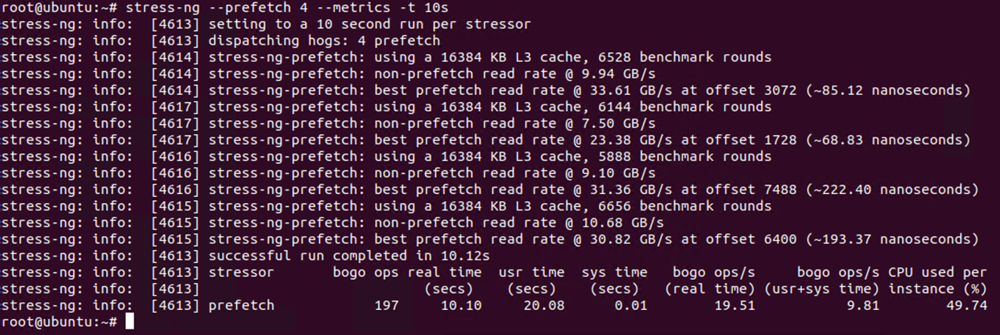 root@ubuntu:~# stress-ng --prefetch 4 --metrics -t 10s
stress-ng: info:  [4613] setting to a 10 second run per stressor
stress-ng: info:  [4613] dispatching hogs: 4 prefetch
stress-ng: info:  [4614] stress-ng-prefetch: using a 16384 KB L3 cache, 6528 benchmark rounds
stress-ng: info:  [4614] stress-ng-prefetch: non-prefetch read rate @ 9.94 GB/s
stress-ng: info:  [4614] stress-ng-prefetch: best prefetch read rate @ 33.61 GB/s at offset 3072 (~85.12 nanoseconds)
stress-ng: info:  [4617] stress-ng-prefetch: using a 16384 KB L3 cache, 6144 benchmark rounds
stress-ng: info:  [4617] stress-ng-prefetch: non-prefetch read rate @ 7.50 GB/s
stress-ng: info:  [4617] stress-ng-prefetch: best prefetch read rate @ 23.38 GB/s at offset 1728 (~68.83 nanoseconds)
stress-ng: info:  [4616] stress-ng-prefetch: using a 16384 KB L3 cache, 5888 benchmark rounds
stress-ng: info:  [4616] stress-ng-prefetch: non-prefetch read rate @ 9.10 GB/s
stress-ng: info:  [4616] stress-ng-prefetch: best prefetch read rate @ 31.36 GB/s at offset 7488 (~222.40 nanoseconds)
stress-ng: info:  [4615] stress-ng-prefetch: using a 16384 KB L3 cache, 6656 benchmark rounds
stress-ng: info:  [4615] stress-ng-prefetch: non-prefetch read rate @ 10.68 GB/s
stress-ng: info:  [4615] stress-ng-prefetch: best prefetch read rate @ 30.82 GB/s at offset 6400 (~193.37 nanoseconds)
stress-ng: info:  [4613] successful run completed in 10.12s
stress-ng: info:  [4613] stressor       bogo ops real time  usr time  sys time   bogo ops/s     bogo ops/s CPU used per
stress-ng: info:  [4613]                           (secs)    (secs)    (secs)   (real time) (usr+sys time) instance (%)
stress-ng: info:  [4613] prefetch            197     10.10     20.08      0.01        19.51           9.81        49.74
root@ubuntu:~#